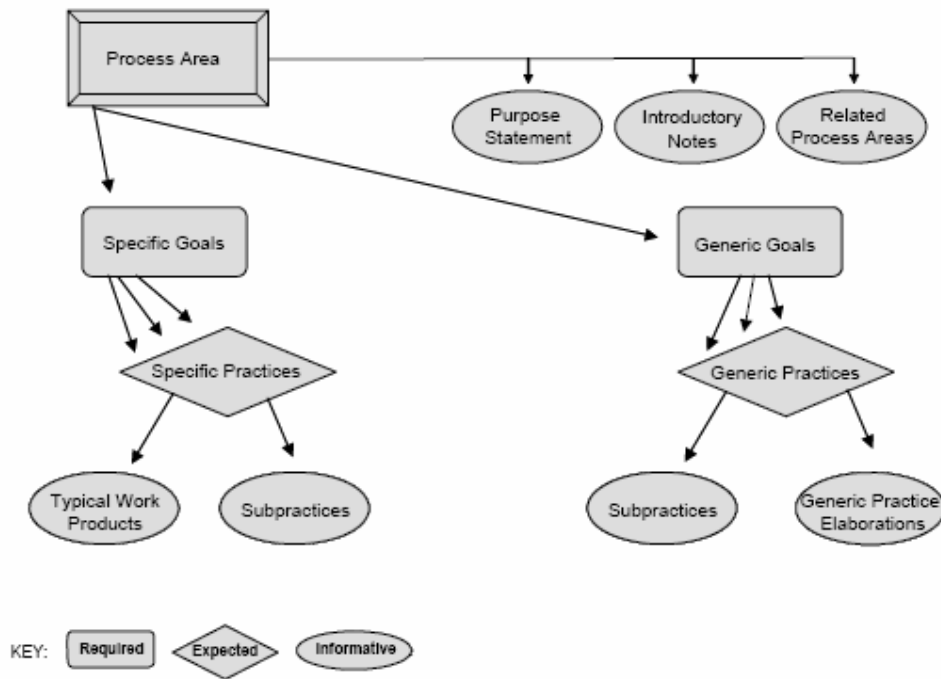 Process Area
Purpose
Statement
Introductory
Notes
Related
Process Areas
Specific Goals
Generic Goals
Specific Practices
Generic Practices
Typical Work
Products
Subpractices
Subpractices
Generic Practice
Elaborations
KEY:
Required
Expected
Informative